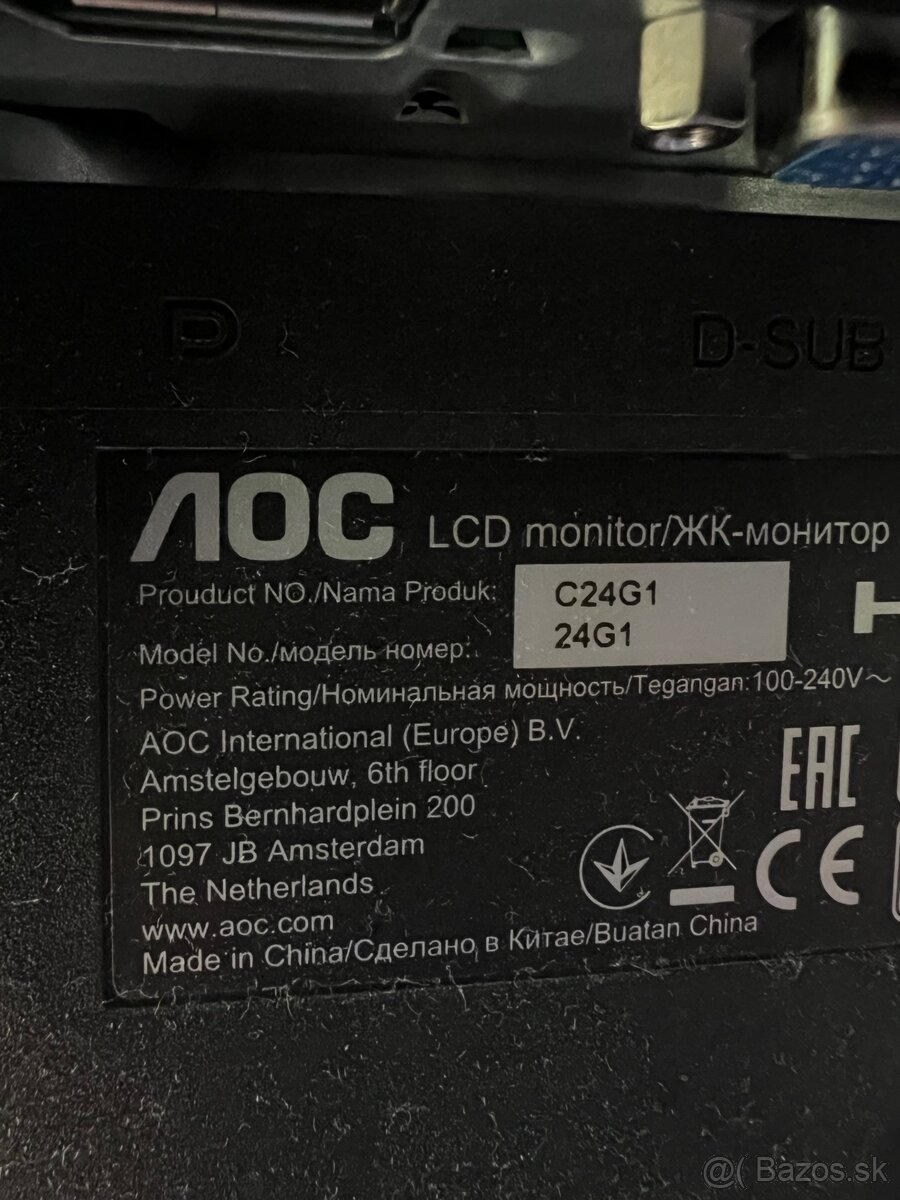 D-SUB
AOC LCD monitor/ЖК-монитор
Prouduct NO./Nama Produk: C24G1
Model No./модель номер:. 24G1
Power Rating/Номинальная мощность/Tegangan:100-240V~
AOC International (Europe) B.V.
Amstelgebouw, 6th floor
Prins Bernhardplein 200
1097 JB Amsterdam
The Netherlands
www.aoc.com
Made in China/Сделано в Китае/Buatan China
EAC
CE
@( Bazos.sk